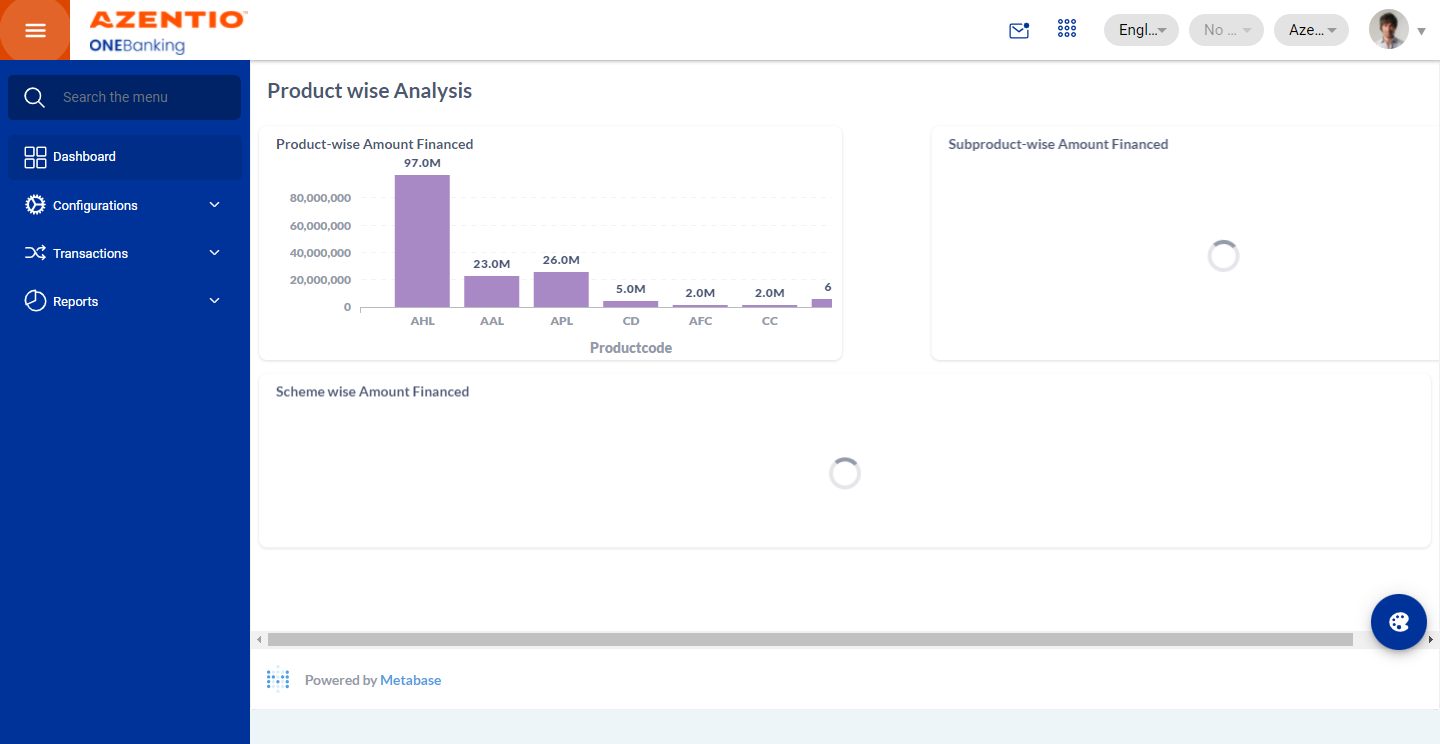 AZENTIO™
ONEBanking
Engl...
No ...
Aze...
Search the menu
Dashboard
Configurations
Transactions
Reports
Product wise Analysis
Product-wise Amount Financed
97.0M
80,000,000
60,000,000
40,000,000
20,000,000
0
23.0M
26.0M
5.0M
2.0M
2.0M
6
AHL
AAL
APL
CD
AFC
CC
Productcode
Subproduct-wise Amount Financed
Scheme wise Amount Financed
Powered by Metabase